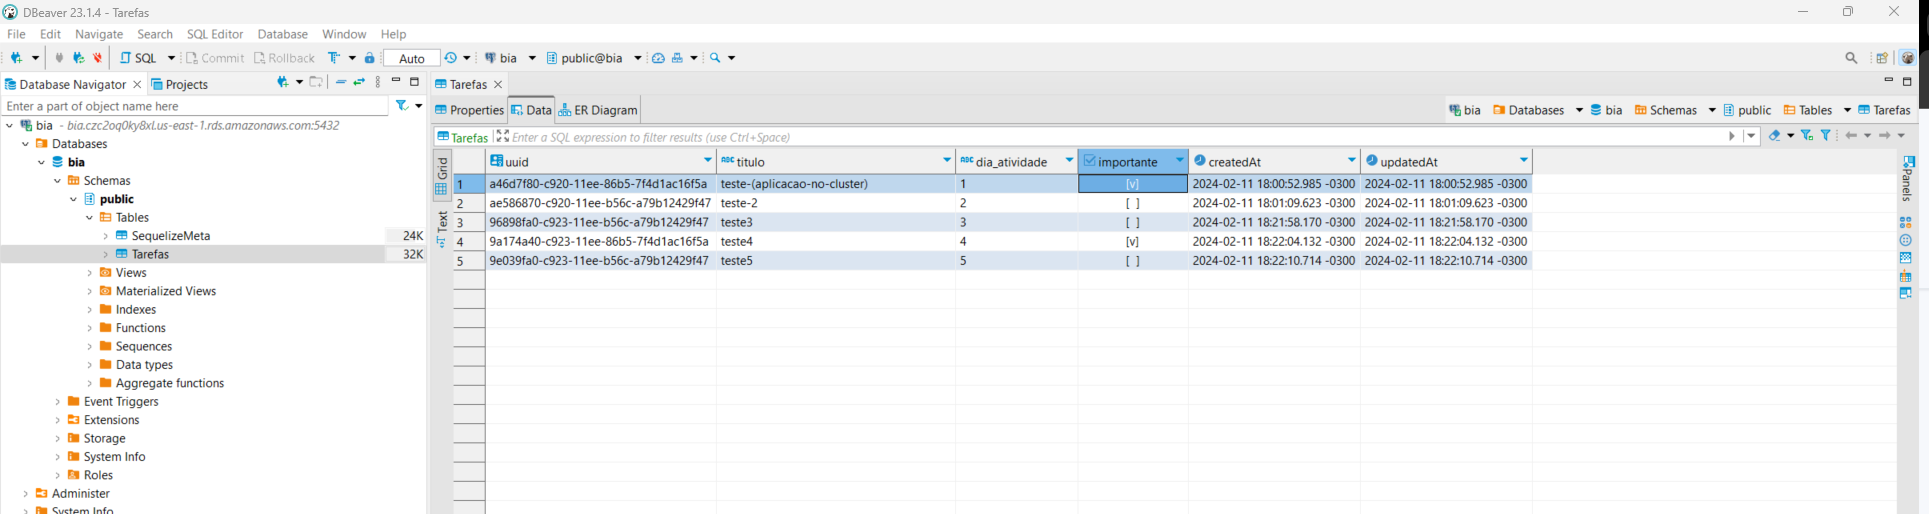 DBeaver 23.1.4 - Tarefas
File Edit Navigate Search SQL Editor Database Window Help
SQL Commit Rollback Auto bia public@bia
Database Navigator Projects
Enter a part of object name here
bia - bia.czc2oq0ky8xl.us-east-1.rds.amazonaws.com:5432
Databases
bia
Schemas
public
Tables
SequelizeMeta 24K
Tarefas 32K
Views
Materialized Views
Indexes
Functions
Sequences
Data types
Aggregate functions
Event Triggers
Extensions
Storage
System Info
Roles
Administer
System Info
Tarefas
Properties Data ER Diagram bia Databases bia Schemas public Tables Tarefas
Tarefas Enter a SQL expression to filter results (use Ctrl+Space)
Grid
Text
uuid ABC titulo ABC dia_atividade importante createdAt updatedAt
1 a46d7f80-c920-11ee-86b5-7f4d1ac16f5a teste-(aplicacao-no-cluster) 1 [v] 2024-02-11 18:00:52.985 -0300 2024-02-11 18:00:52.985 -0300
2 ae586870-c920-11ee-b56c-a79b12429f47 teste-2 2 [ ] 2024-02-11 18:01:09.623 -0300 2024-02-11 18:01:09.623 -0300
3 96898fa0-c923-11ee-b56c-a79b12429f47 teste3 3 [ ] 2024-02-11 18:21:58.170 -0300 2024-02-11 18:21:58.170 -0300
4 9a174a40-c923-11ee-86b5-7f4d1ac16f5a teste4 4 [v] 2024-02-11 18:22:04.132 -0300 2024-02-11 18:22:04.132 -0300
5 9e039fa0-c923-11ee-b56c-a79b12429f47 teste5 5 [ ] 2024-02-11 18:22:10.714 -0300 2024-02-11 18:22:10.714 -0300
Panels